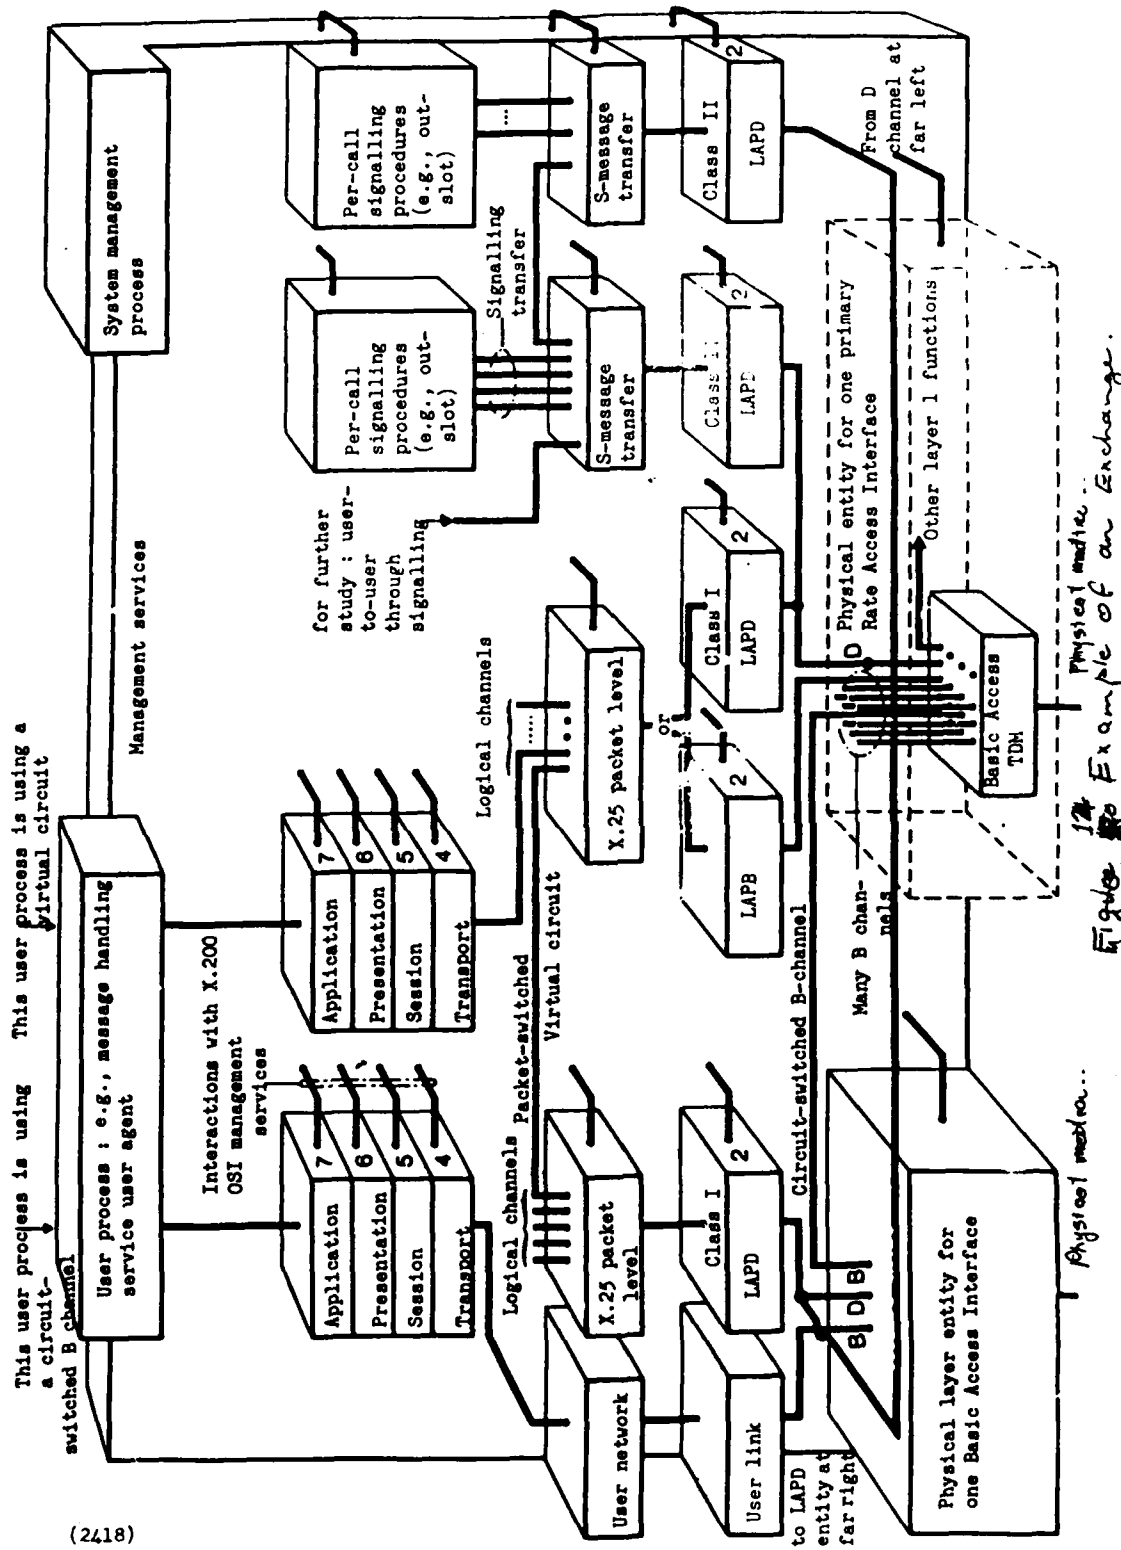 This user process is using
a circuit-
switched B channel
This user process is using a
virtual circuit
User process : e.g., message handling
service user agent
Management services
System management
process
Interactions with X.200
OSI management
services
7
Application
6
Presentation
5
Session
4
Transport
7
Application
6
Presentation
5
Session
4
Transport
Per-call
signalling
procedures
(e.g., out-
slot)
Per-call
signalling
procedures
(e.g., out-
slot)
...
Signalling
transfer
for further
study : user-
to-user
through
signalling
Logical channels
Packet-switched
Virtual circuit
Logical channels
.....
User network
X.25 packet
level
X.25 packet level
S-message
transfer
S-message
transfer
or
User link
Class I
2
LAPD
2
LAPB
Class I
2
LAPD
Class II
2
LAPD
Class II
2
LAPD
Circuit-switched B-channel
to LAPD
entity at
far right
B D B
Many B chan-
nels
D
Physical entity for one primary
Rate Access Interface
From D
channel at
far left
Other layer 1 functions
Physical layer entity for
one Basic Access Interface
Basic Access
TDM
Physical media..
Physical media..
Figure 12 Example of an Exchange.
(2418)